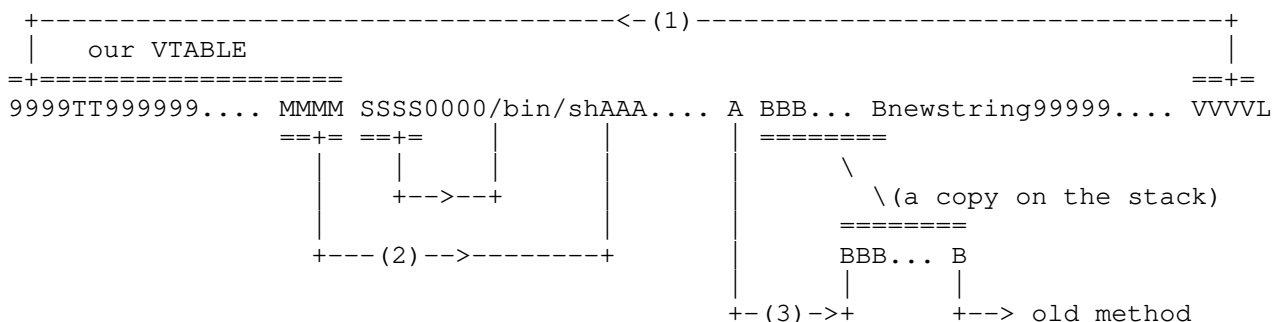 +------------------------------------<-(1)---------------------------------+
|   our VTABLE                                                             |
=+===================                                                    ==+=
9999TT999999.... MMMM SSSS0000/bin/shAAA.... A BBB... Bnewstring99999.... VVVVL
==+= ==+=    |      |       | ========
|    |     |      |       |      \
|    +-->--+      |       |       \(a copy on the stack)
|                 |       |      ========
+---(2)-->--------+       |      BBB... B
|      |      |
+-(3)->+      +--> old method